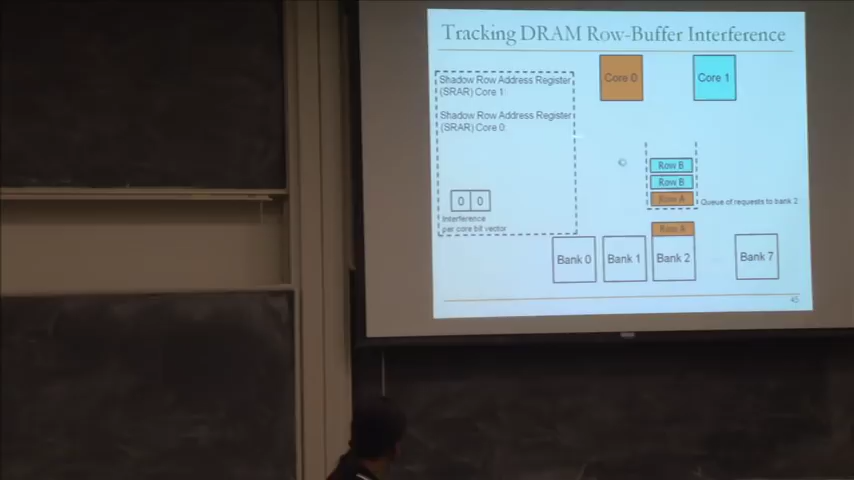 Tracking DRAM Row-Buffer Interference
Shadow Row Address Register
(SRAR) Core 1
Shadow Row Address Register
(SRAR) Core 0
Core 0
Core 1
Row B
Row B
Row A
Queue of requests to bank 2
0 0
Interference
per core bit vector
Row A
Bank 0
Bank 1
Bank 2
Bank 7
45